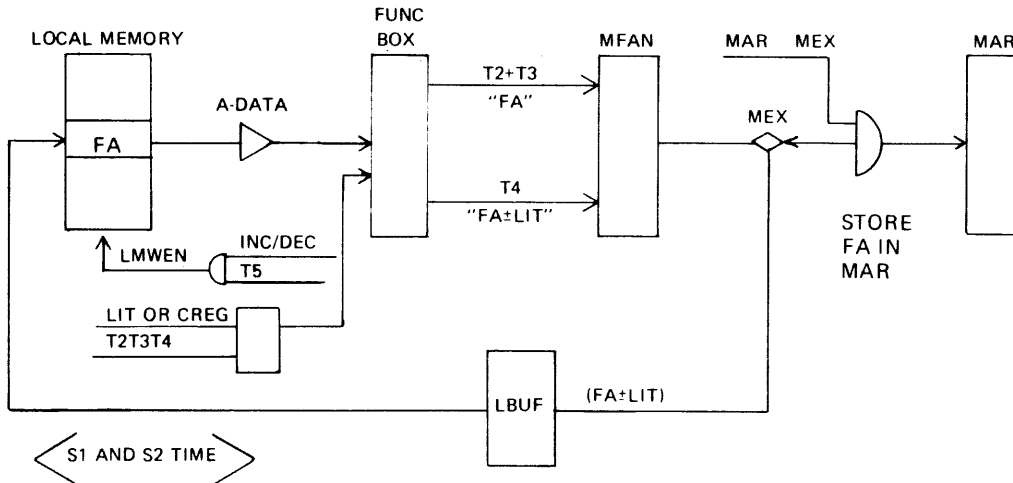 FUNC
BOX
LOCAL MEMORY
MFAN
MAR
MEX
MAR
T2+T3
"FA"
A-DATA
MEX
FA
T4
"FA±LIT"
STORE
FA IN
MAR
INC/DEC
LMWEN
T5
LIT OR CREG
T2T3T4
LBUF
(FA±LIT)
S1 AND S2 TIME